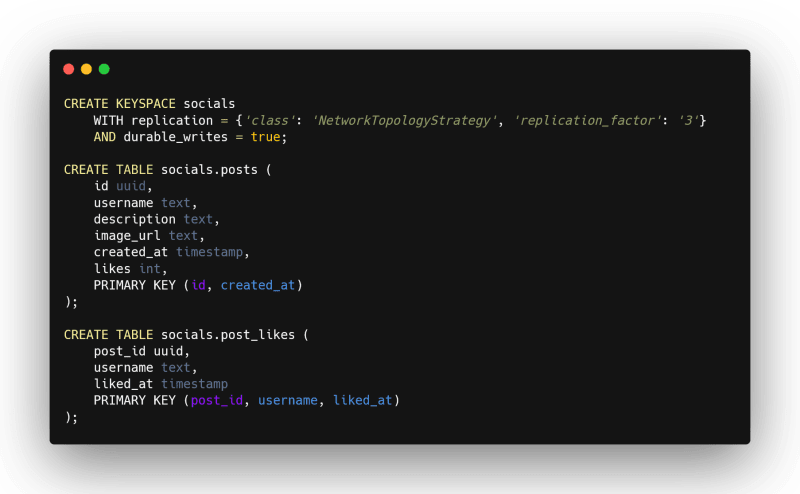 CREATE KEYSPACE socials
    WITH replication = {'class': 'NetworkTopologyStrategy', 'replication_factor': '3'}
    AND durable_writes = true;

CREATE TABLE socials.posts (
    id uuid,
    username text,
    description text,
    image_url text,
    created_at timestamp,
    likes int,
    PRIMARY KEY (id, created_at)
);

CREATE TABLE socials.post_likes (
    post_id uuid,
    username text,
    liked_at timestamp
    PRIMARY KEY (post_id, username, liked_at)
);